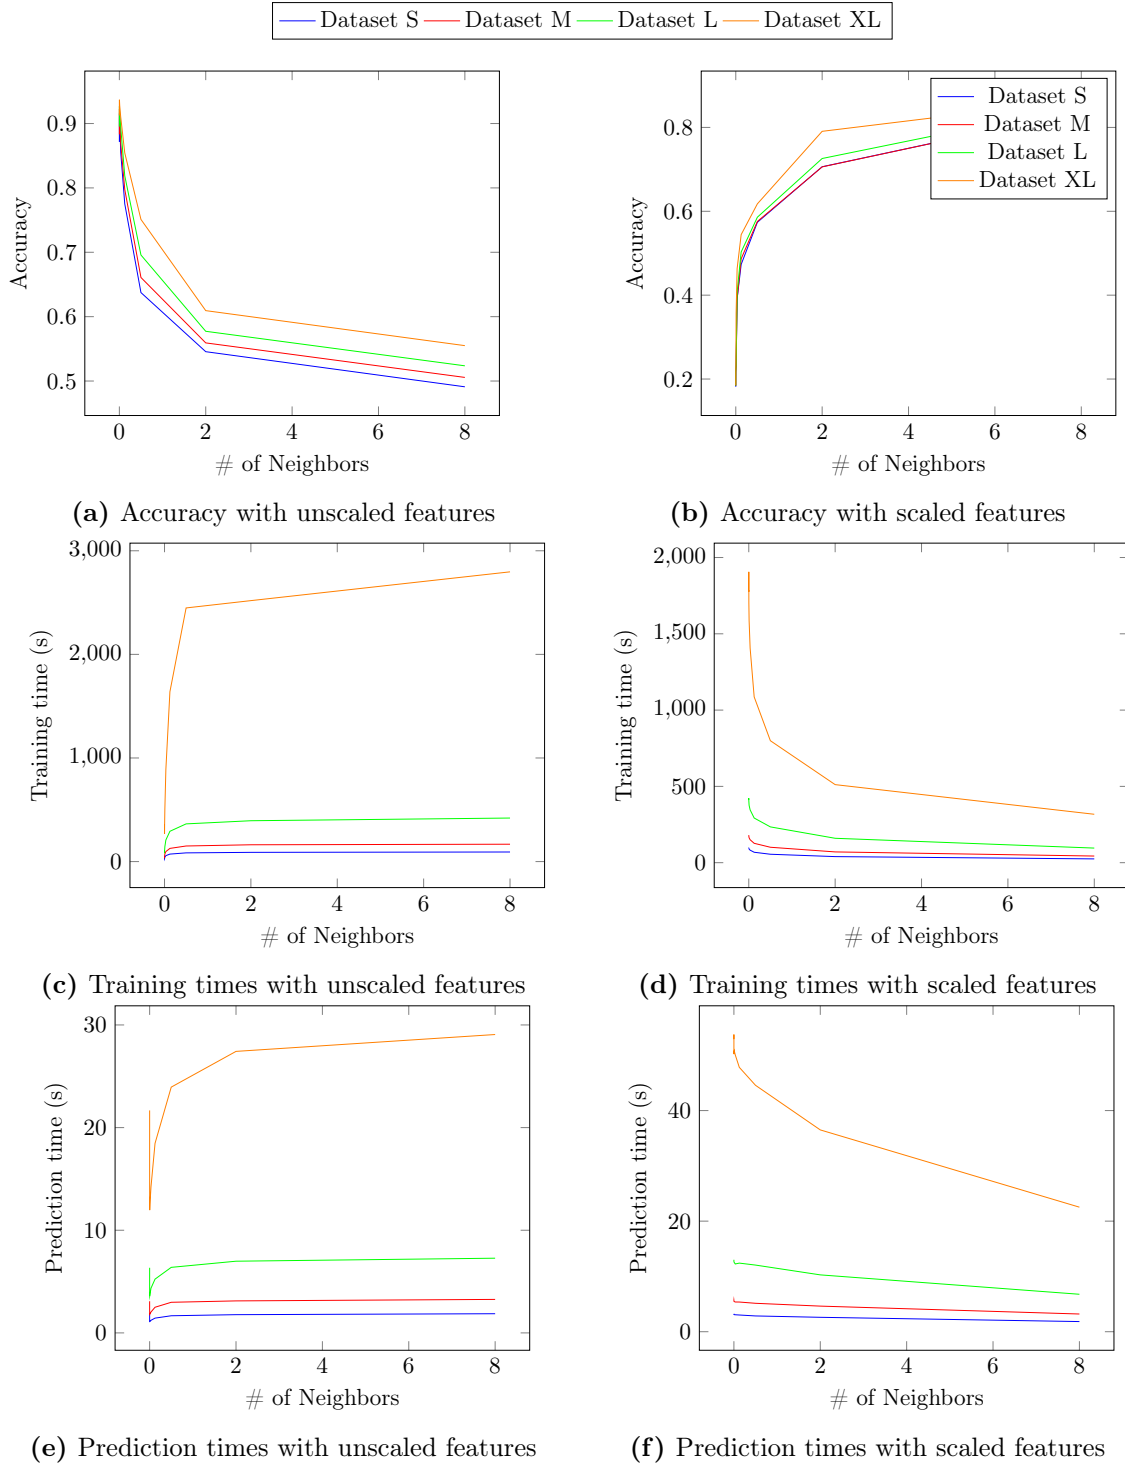 Dataset S Dataset M Dataset L Dataset XL
0.9
0.8
0.7
0.6
0.5
Accuracy
0 2 4 6 8
# of Neighbors
(a) Accuracy with unscaled features
Dataset S
Dataset M
Dataset L
Dataset XL
0.8
0.6
0.4
0.2
Accuracy
0 2 4 6 8
# of Neighbors
(b) Accuracy with scaled features
3,000
2,000
1,000
0
Training time (s)
0 2 4 6 8
# of Neighbors
(c) Training times with unscaled features
2,000
1,500
1,000
500
0
Training time (s)
0 2 4 6 8
# of Neighbors
(d) Training times with scaled features
30
20
10
0
Prediction time (s)
0 2 4 6 8
# of Neighbors
(e) Prediction times with unscaled features
40
20
0
Prediction time (s)
0 2 4 6 8
# of Neighbors
(f) Prediction times with scaled features